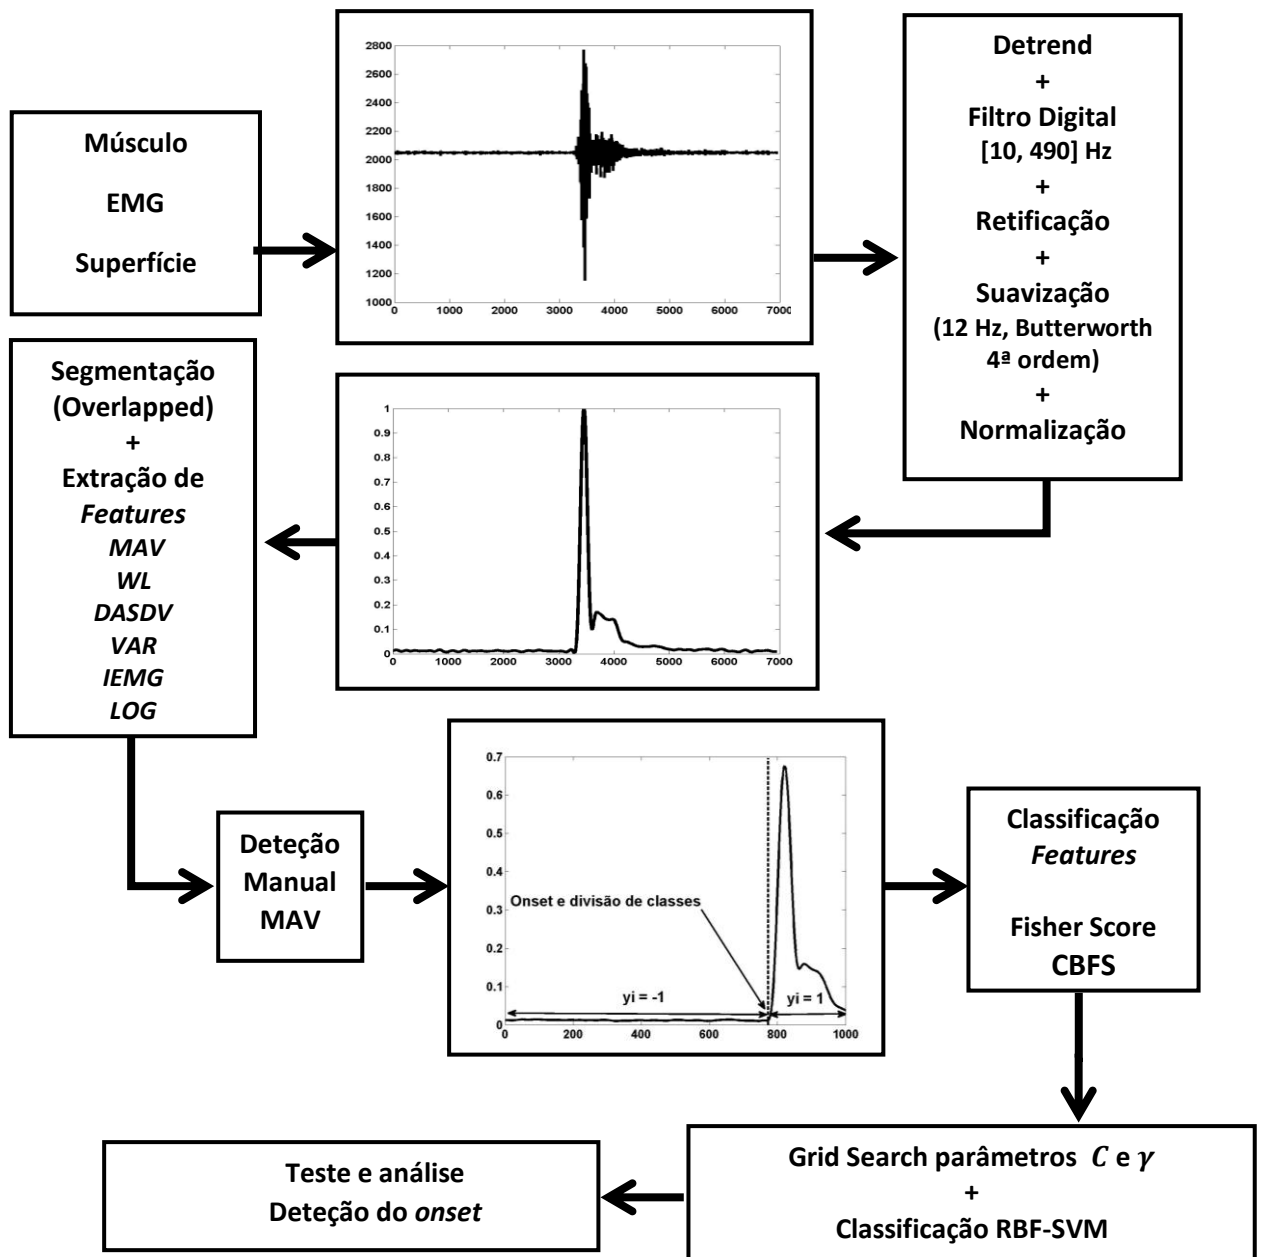 Músculo
EMG
Superfície
2800
2600
2400
2200
2000
1800
1600
1400
1200
1000
0 1000 2000 3000 4000 5000 6000 7000
Detrend
+
Filtro Digital
[10, 490] Hz
+
Retificação
+
Suavização
(12 Hz, Butterworth
4ª ordem)
+
Normalização
1
0.9
0.8
0.7
0.6
0.5
0.4
0.3
0.2
0.1
0
0 1000 2000 3000 4000 5000 6000 7000
Segmentação
(Overlapped)
+
Extração de
Features
MAV
WL
DASDV
VAR
IEMG
LOG
Deteção
Manual
MAV
0.7
0.6
0.5
0.4
0.3
0.2
0.1
0
Onset e divisão de classes
yi = -1
yi = 1
0 200 400 600 800 1000
Classificação
Features
Fisher Score
CBFS
Grid Search parâmetros C e γ
+
Classificação RBF-SVM
Teste e análise
Deteção do onset